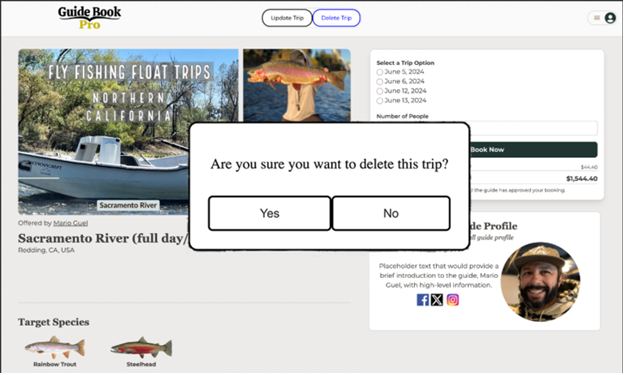 Guide Book
Pro
Update Trip
Delete Trip
FLY FISHING FLOAT TRIPS
NORTHERN
CALIFORNIA
Sacramento River
Offered by Mario Guel
Sacramento River (full day/
Redding, CA, USA
Target Species
Rainbow Trout
Steelhead
Select a Trip Option
June 5, 2024
June 6, 2024
June 12, 2024
June 13, 2024
Number of People
Book Now
$44.40
$1,544.40
the guide has approved your booking.
Are you sure you want to delete this trip?
Yes
No
de Profile
ull guide profile
Placeholder text that would provide a
brief introduction to the guide, Mario
Guel, with high-level information.